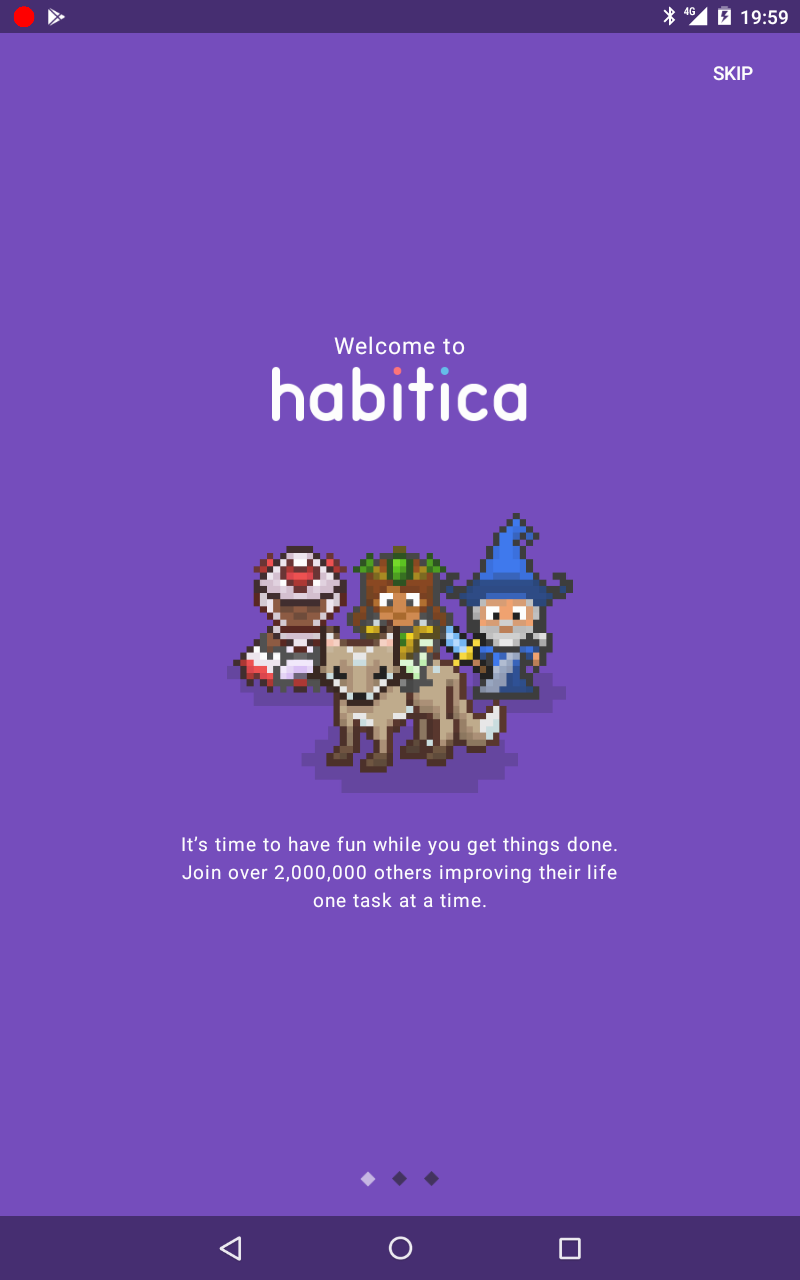 4G 19:59
SKIP
Welcome to
habitica
It's time to have fun while you get things done.
Join over 2,000,000 others improving their life
one task at a time.